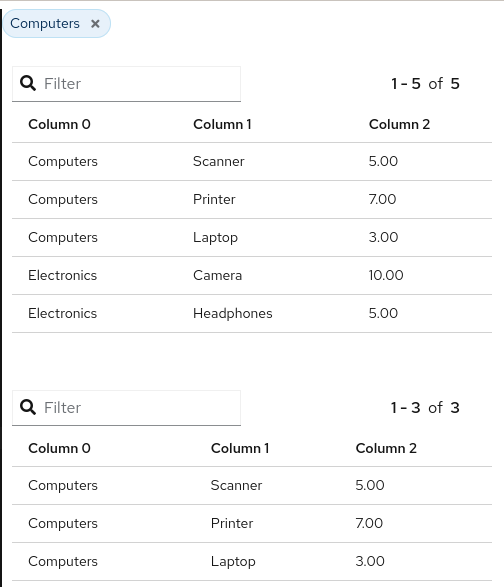 Computers ×
Filter 1 - 5 of 5
Column 0 Column 1 Column 2
Computers Scanner 5.00
Computers Printer 7.00
Computers Laptop 3.00
Electronics Camera 10.00
Electronics Headphones 5.00
Filter 1 - 3 of 3
Column 0 Column 1 Column 2
Computers Scanner 5.00
Computers Printer 7.00
Computers Laptop 3.00